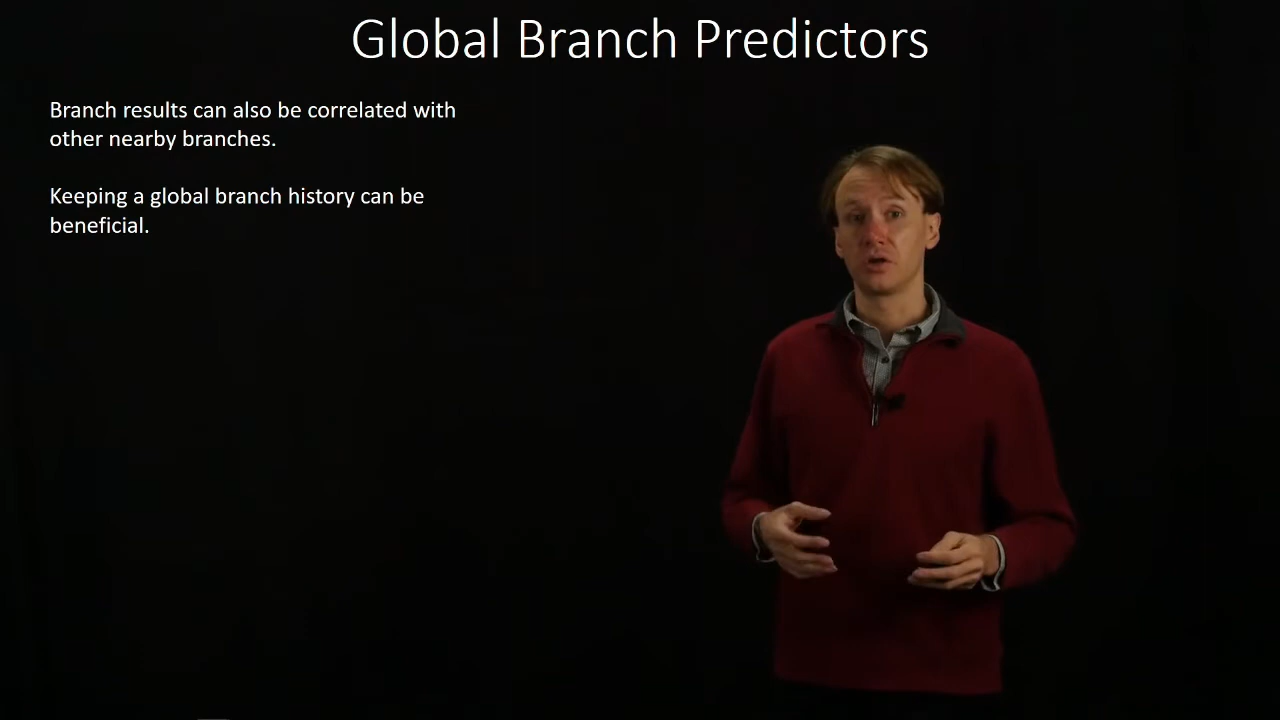 Global Branch Predictors
Branch results can also be correlated with
other nearby branches.
Keeping a global branch history can be
beneficial.